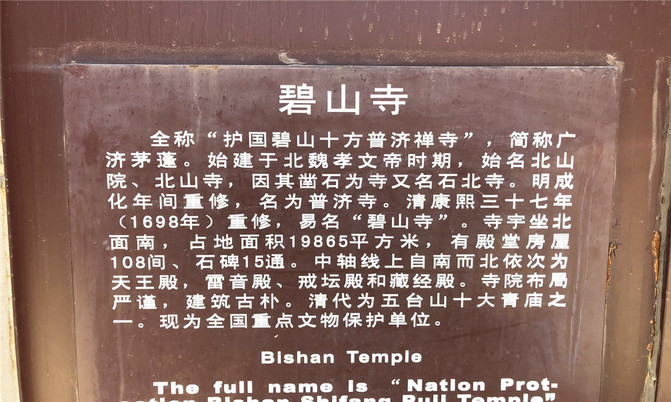 碧山寺
全称“护国碧山十方普济禅寺”，简称广
济茅蓬。始建于北魏孝文帝时期，始名北山
院、北山寺，因其凿石为寺又名石北寺。明成
化年间重修，名为普济寺。清康熙三十七年
（1698年）重修，易名“碧山寺”。寺宇坐北
面南，占地面积19865平方米，有殿堂房厦
108间、石碑15通。中轴线上自南而北依次为
天王殿，雷音殿、戒坛殿和藏经殿。寺院布局
严谨，建筑古朴。清代为五台山十大青庙之
一。现为全国重点文物保护单位。
Bishan Temple
The full name is “Natlon Prot-
ection Bishan Shifang Puli Temple”